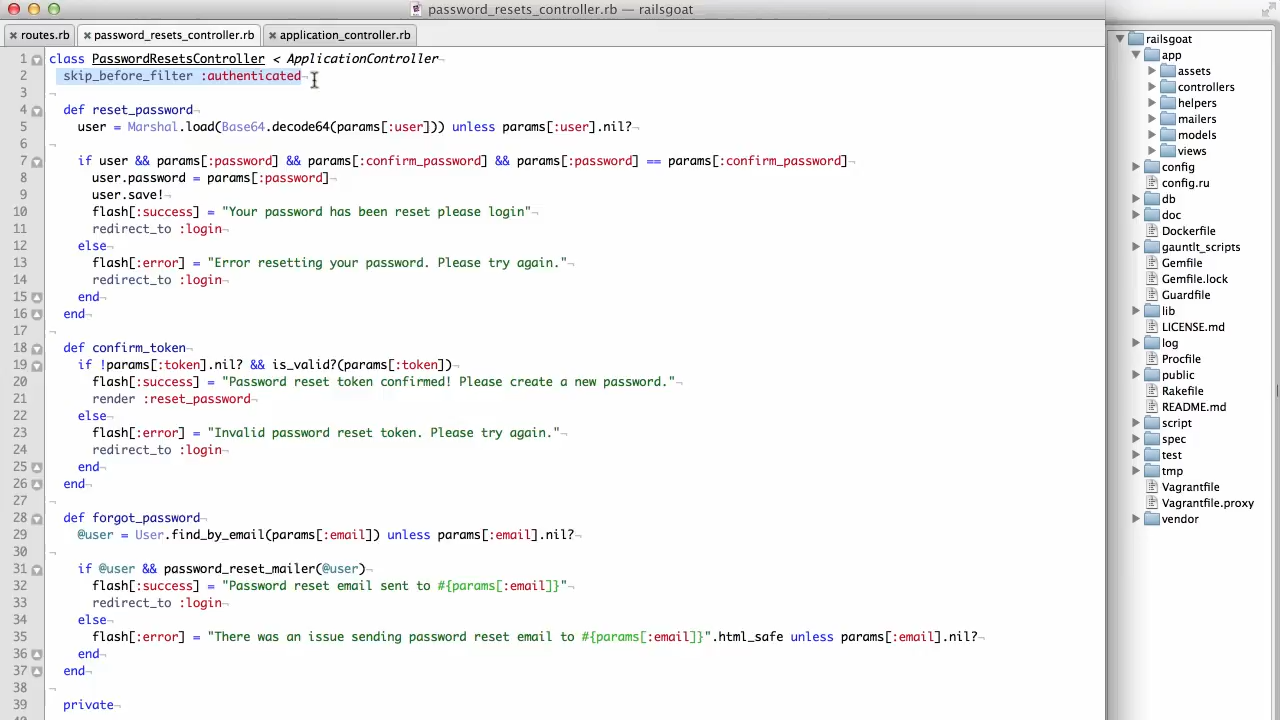 password_resets_controller.rb — railsgoat
routes.rb
password_resets_controller.rb
application_controller.rb
1 class PasswordResetsController < ApplicationController¬
2 skip_before_filter :authenticated¬
3 ¬
4 def reset_password¬
5 user = Marshal.load(Base64.decode64(params[:user])) unless params[:user].nil?¬
6 ¬
7 if user && params[:password] && params[:confirm_password] && params[:password] == params[:confirm_password]¬
8 user.password = params[:password]¬
9 user.save!¬
10 flash[:success] = "Your password has been reset please login"¬
11 redirect_to :login¬
12 else¬
13 flash[:error] = "Error resetting your password. Please try again."¬
14 redirect_to :login¬
15 end¬
16 end¬
17 ¬
18 def confirm_token¬
19 if !params[:token].nil? && is_valid?(params[:token])¬
20 flash[:success] = "Password reset token confirmed! Please create a new password."¬
21 render :reset_password¬
22 else¬
23 flash[:error] = "Invalid password reset token. Please try again."¬
24 redirect_to :login¬
25 end¬
26 end¬
27 ¬
28 def forgot_password¬
29 @user = User.find_by_email(params[:email]) unless params[:email].nil?¬
30 ¬
31 if @user && password_reset_mailer(@user)¬
32 flash[:success] = "Password reset email sent to #{params[:email]}"¬
33 redirect_to :login¬
34 else¬
35 flash[:error] = "There was an issue sending password reset email to #{params[:email]}".html_safe unless params[:email].nil?¬
36 end¬
37 end¬
38 ¬
39 private¬
railsgoat
app
assets
controllers
helpers
mailers
models
views
config
config.ru
db
doc
Dockerfile
gauntlt_scripts
Gemfile
Gemfile.lock
Guardfile
lib
LICENSE.md
log
Procfile
public
Rakefile
README.md
script
spec
test
tmp
Vagrantfile
Vagrantfile.proxy
vendor